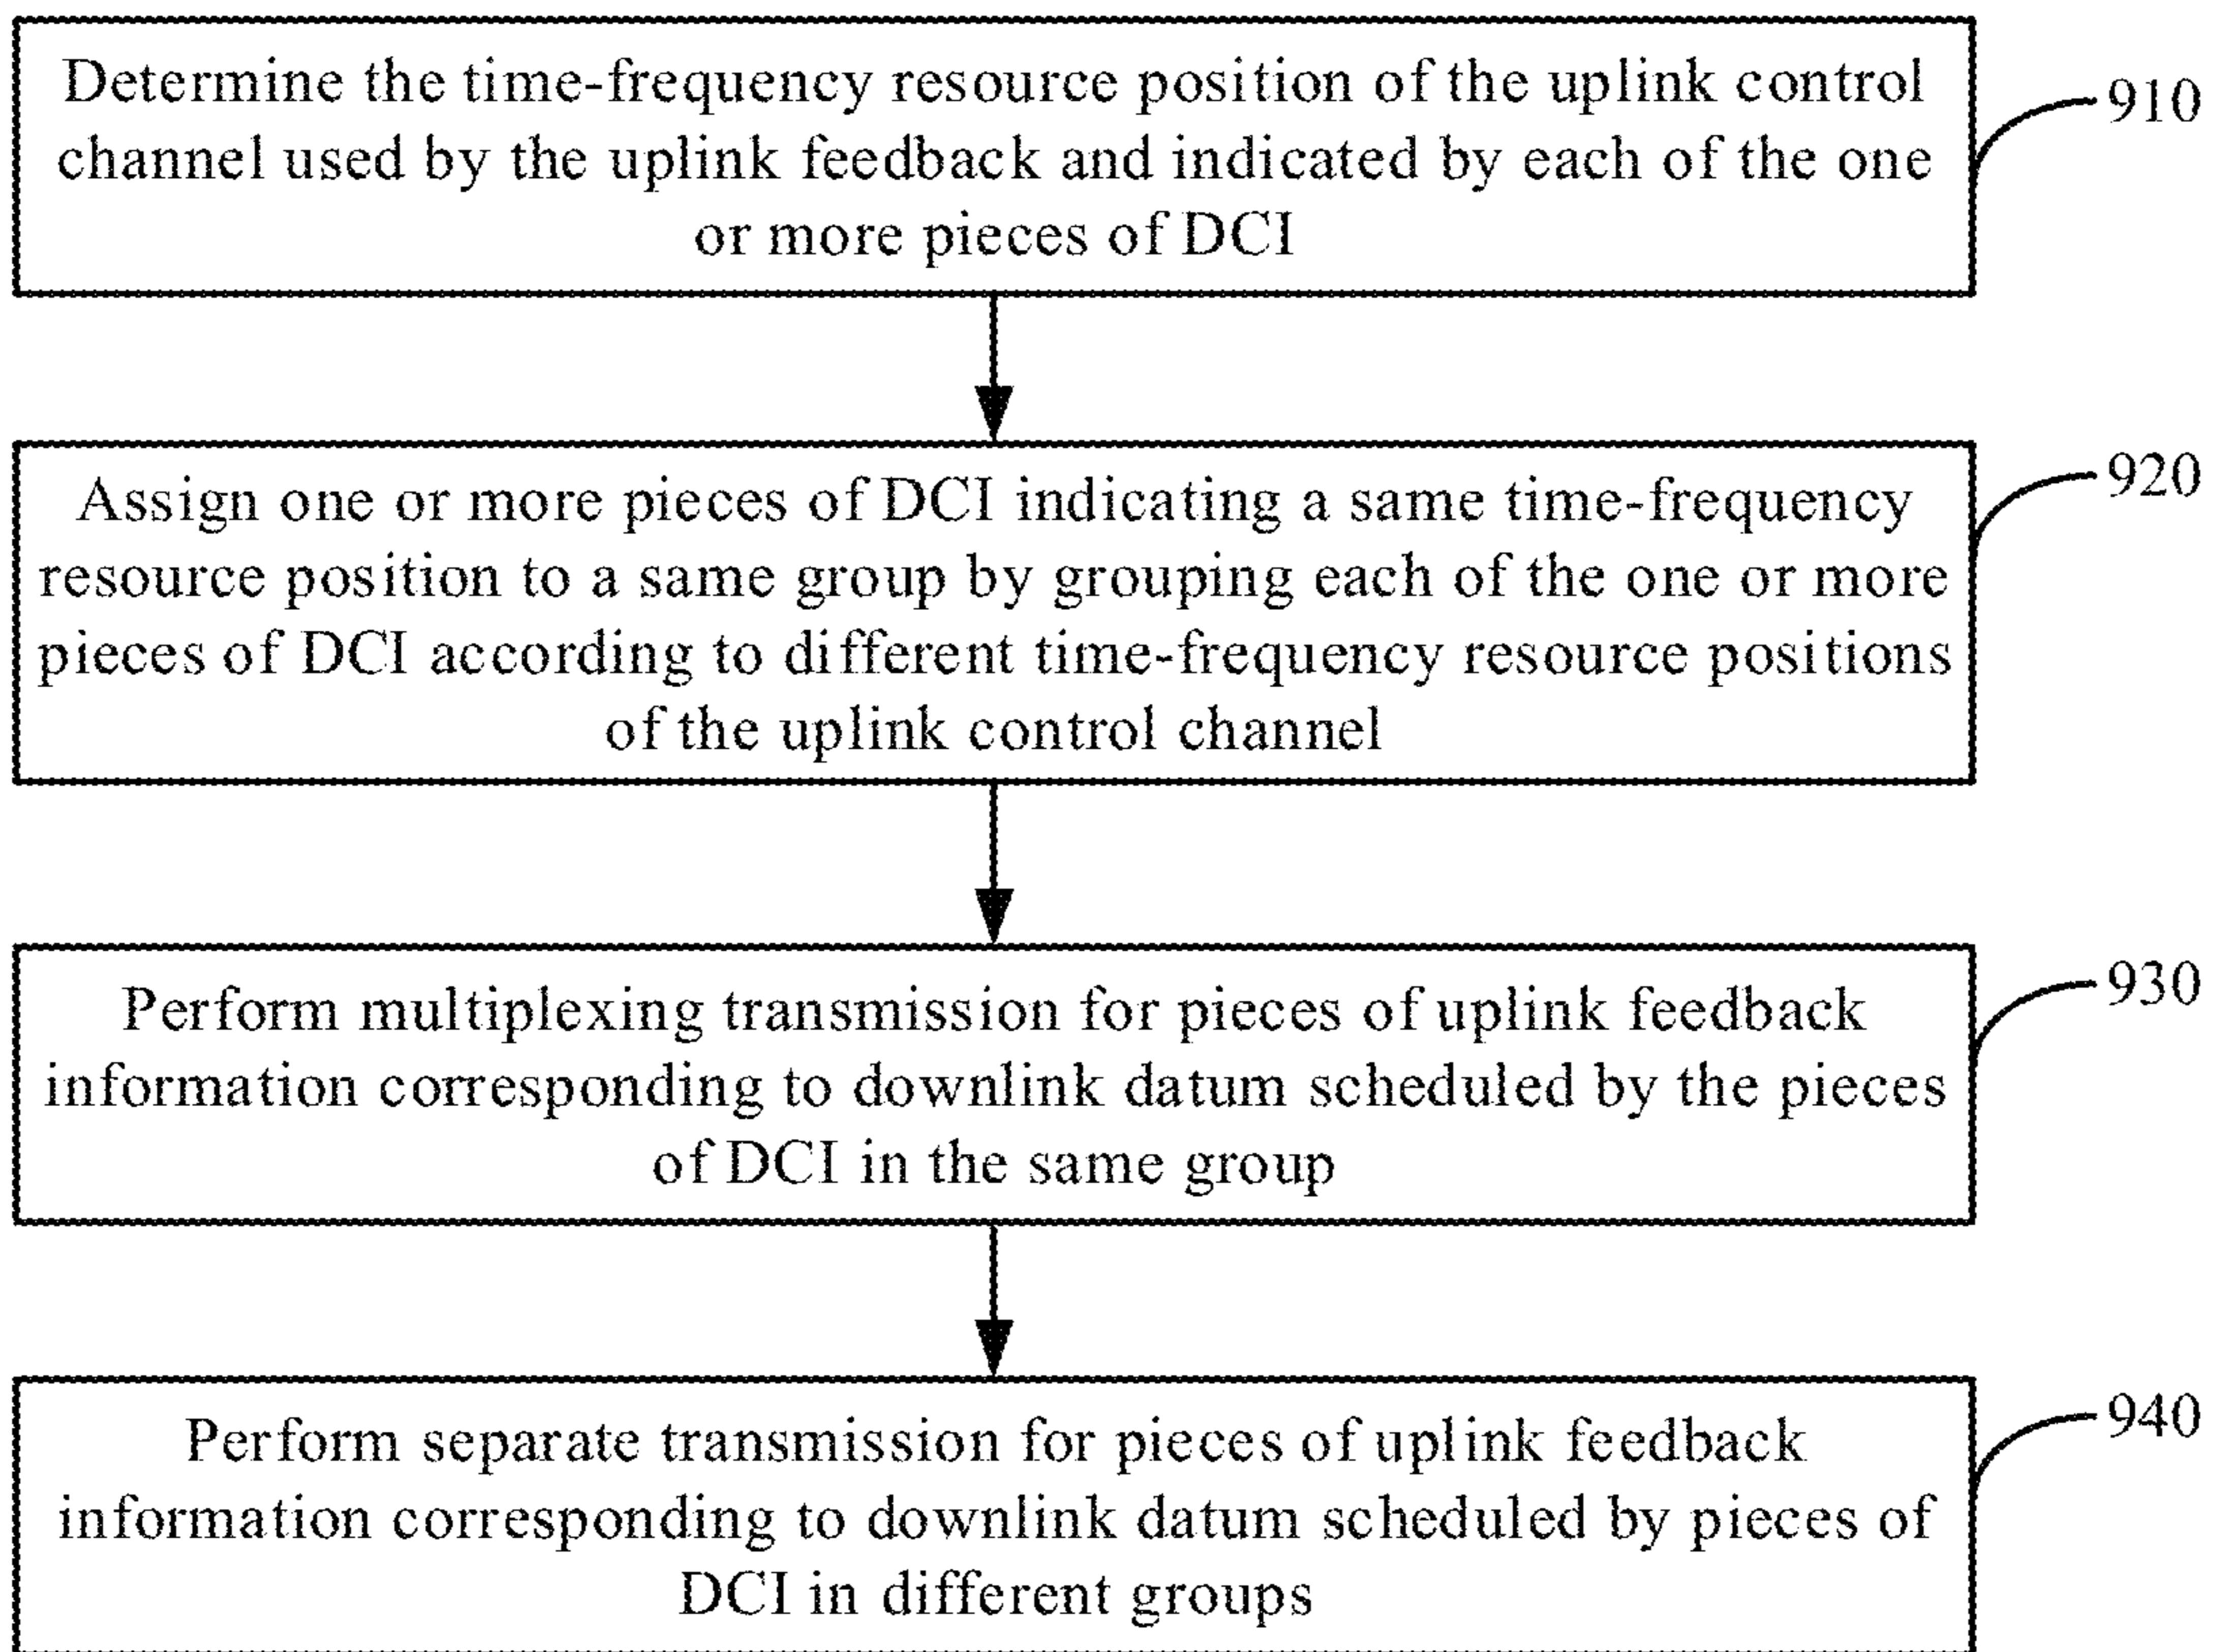 Determine the time-frequency resource position of the uplink control
channel used by the uplink feedback and indicated by each of the one
or more pieces of DCI
910
Assign one or more pieces of DCI indicating a same time-frequency
resource position to a same group by grouping each of the one or more
pieces of DCI according to different time-frequency resource positions
of the uplink control channel
920
Perform multiplexing transmission for pieces of uplink feedback
information corresponding to downlink datum scheduled by the pieces
of DCI in the same group
930
Perform separate transmission for pieces of uplink feedback
information corresponding to downlink datum scheduled by pieces of
DCI in different groups
940